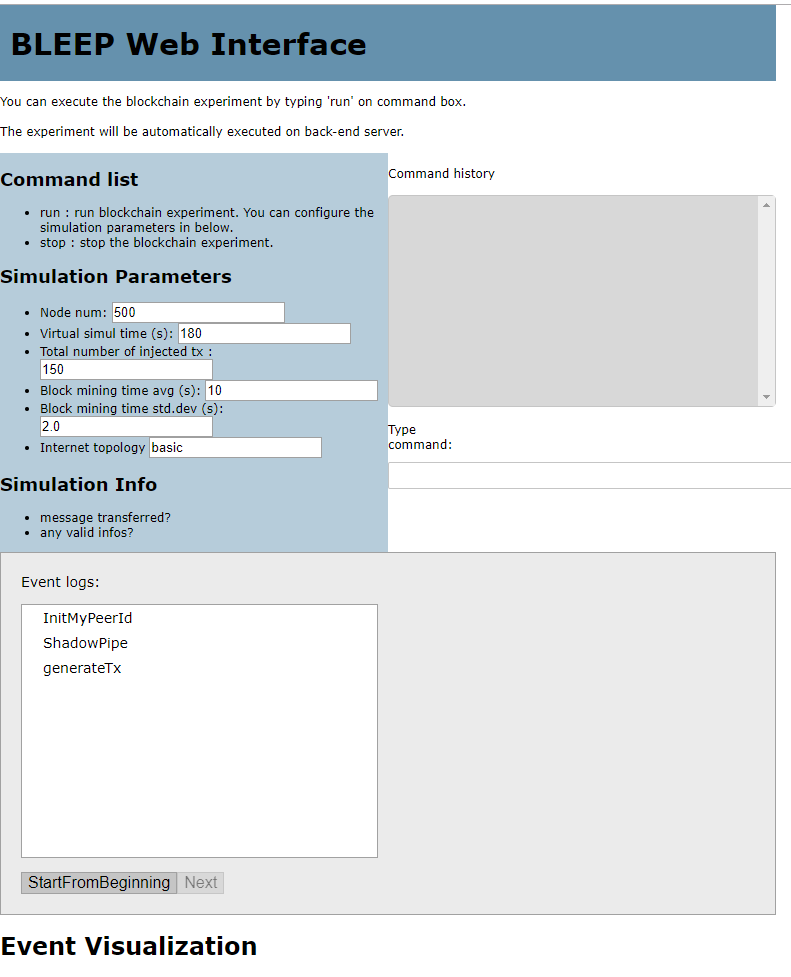 BLEEP Web Interface
You can execute the blockchain experiment by typing 'run' on command box.
The experiment will be automatically executed on back-end server.
Command list
run : run blockchain experiment. You can configure the
simulation parameters in below.
stop : stop the blockchain experiment.
Simulation Parameters
Node num: 500
Virtual simul time (s): 180
Total number of injected tx :
150
Block mining time avg (s): 10
Block mining time std.dev (s):
2.0
Internet topology basic
Simulation Info
message transferred?
any valid infos?
Command history
Type
command:
Event logs:
InitMyPeerId
ShadowPipe
generateTx
StartFromBeginning Next
Event Visualization